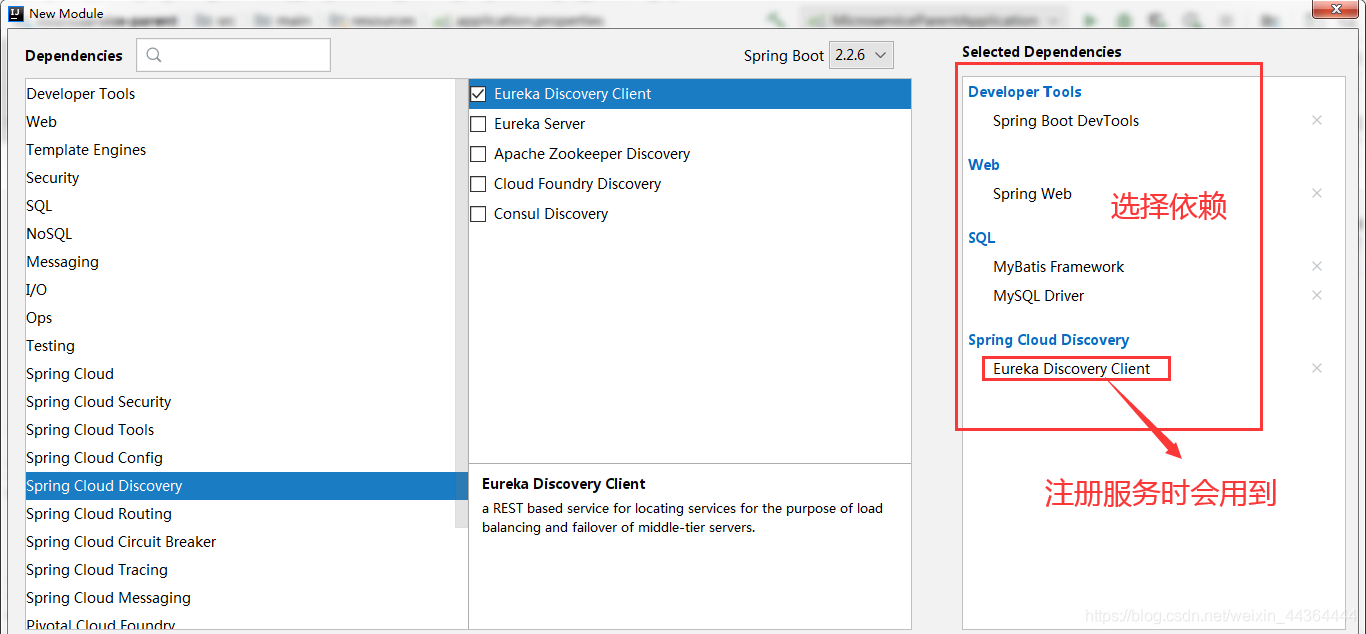 New Module
Dependencies
Spring Boot 2.2.6
Selected Dependencies
Developer Tools
Web
Template Engines
Security
SQL
NoSQL
Messaging
I/O
Ops
Testing
Spring Cloud
Spring Cloud Security
Spring Cloud Tools
Spring Cloud Config
Spring Cloud Discovery
Spring Cloud Routing
Spring Cloud Circuit Breaker
Spring Cloud Tracing
Spring Cloud Messaging
Pivotal Cloud Foundry
Eureka Discovery Client
Eureka Server
Apache Zookeeper Discovery
Cloud Foundry Discovery
Consul Discovery
Eureka Discovery Client
a REST based service for locating services for the purpose of load
balancing and failover of middle-tier servers.
Developer Tools
Spring Boot DevTools
Web
Spring Web
选择依赖
SQL
MyBatis Framework
MySQL Driver
Spring Cloud Discovery
Eureka Discovery Client
注册服务时会用到
https://blog.csdn.net/weixin_44364444